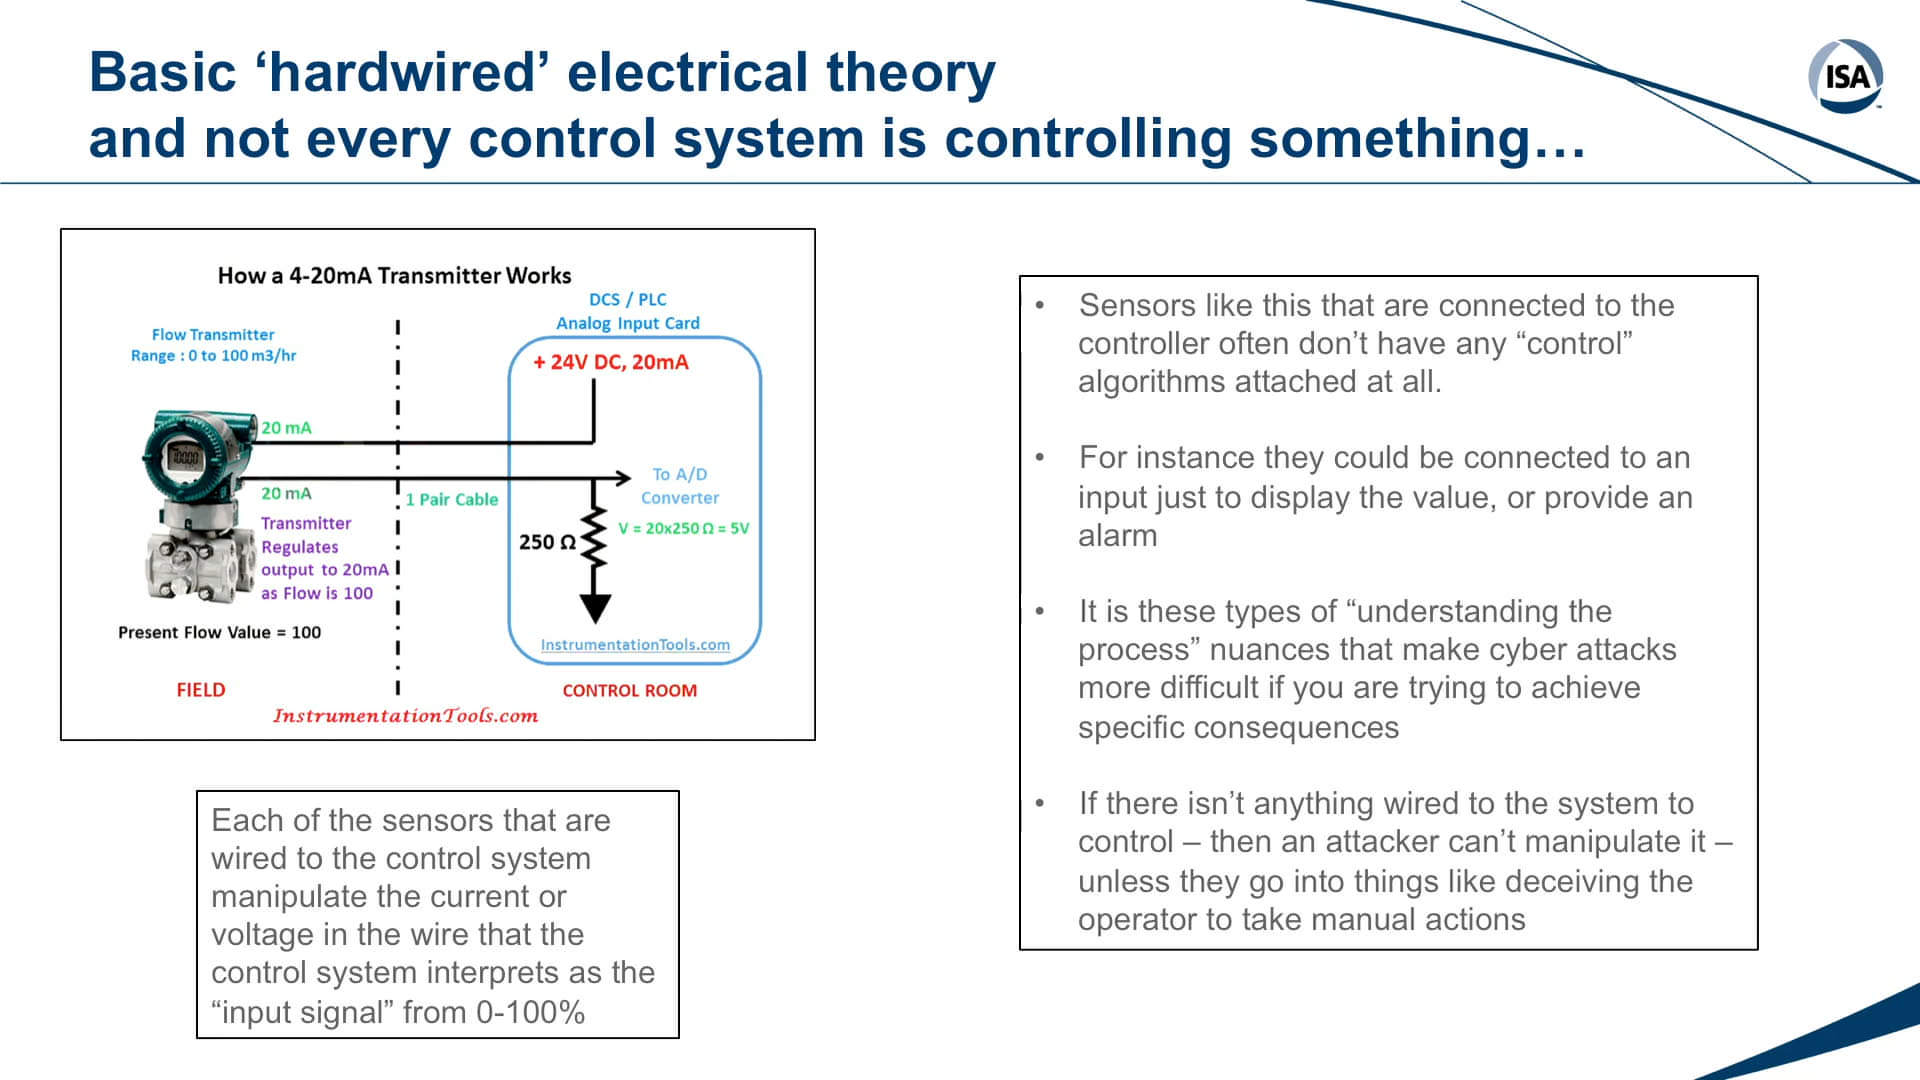 Basic ‘hardwired’ electrical theory
and not every control system is controlling something…
ISA
How a 4-20mA Transmitter Works
DCS / PLC
Analog Input Card
Flow Transmitter
Range : 0 to 100 m3/hr
+ 24V DC, 20mA
20 mA
To A/D
Converter
20 mA
1 Pair Cable
Transmitter
Regulates
output to 20mA
as Flow is 100
V = 20x250 Ω = 5V
250 Ω
Present Flow Value = 100
InstrumentationTools.com
FIELD
CONTROL ROOM
InstrumentationTools.com
Each of the sensors that are
wired to the control system
manipulate the current or
voltage in the wire that the
control system interprets as the
“input signal” from 0-100%
• Sensors like this that are connected to the
controller often don’t have any “control”
algorithms attached at all.
• For instance they could be connected to an
input just to display the value, or provide an
alarm
• It is these types of “understanding the
process” nuances that make cyber attacks
more difficult if you are trying to achieve
specific consequences
• If there isn’t anything wired to the system to
control – then an attacker can’t manipulate it –
unless they go into things like deceiving the
operator to take manual actions